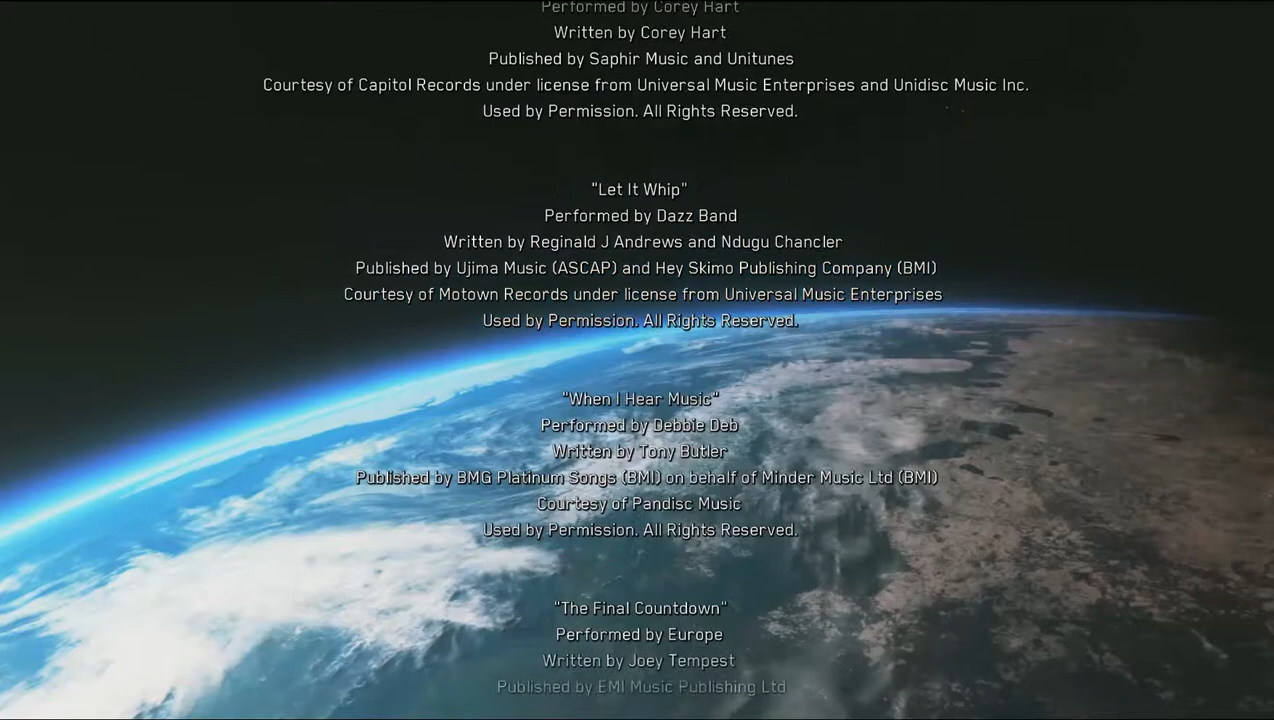 Performed by Corey Hart
Written by Corey Hart
Published by Saphir Music and Unitunes
Courtesy of Capitol Records under license from Universal Music Enterprises and Unidisc Music Inc.
Used by Permission. All Rights Reserved.
"Let It Whip"
Performed by Dazz Band
Written by Reginald J Andrews and Ndugu Chancler
Published by Ujima Music (ASCAP) and Hey Skimo Publishing Company (BMI)
Courtesy of Motown Records under license from Universal Music Enterprises
Used by Permission. All Rights Reserved.
"When I Hear Music"
Performed by Debbie Deb
Written by Tony Butler
Published by BMG Platinum Songs (BMI) on behalf of Minder Music Ltd (BMI)
Courtesy of Pandisc Music
Used by Permission. All Rights Reserved.
"The Final Countdown"
Performed by Europe
Written by Joey Tempest
Published by EMI Music Publishing Ltd